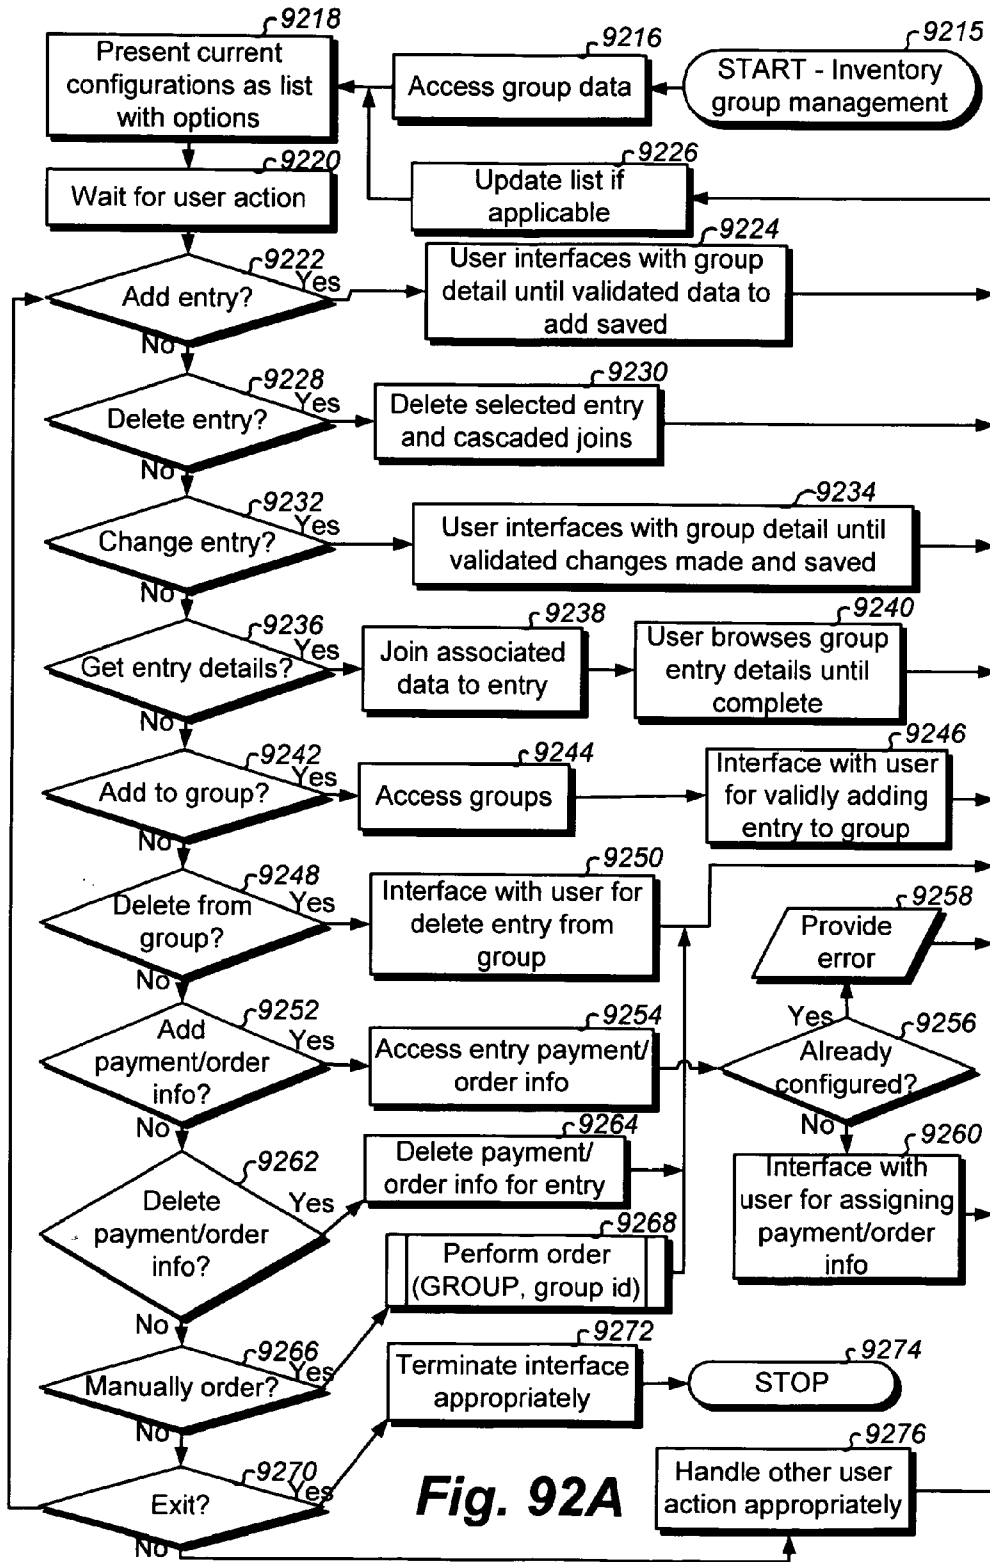 9218
Present current
configurations as list
with options
9216
Access group data
9215
START - Inventory
group management
9220
Wait for user action
9226
Update list if
applicable
9222
Add entry?
Yes
No
9224
User interfaces with group
detail until validated data to
add saved
9228
Delete entry?
Yes
No
9230
Delete selected entry
and cascaded joins
9232
Change entry?
Yes
No
9234
User interfaces with group detail until
validated changes made and saved
9236
Get entry details?
Yes
No
9238
Join associated
data to entry
9240
User browses group
entry details until
complete
9242
Add to group?
Yes
No
9244
Access groups
9246
Interface with user
for validly adding
entry to group
9248
Delete from
group?
Yes
No
9250
Interface with user for
delete entry from
group
9258
Provide
error
9252
Add
payment/order
info?
Yes
No
9254
Access entry payment/
order info
Yes
9256
Already
configured?
No
9262
Delete
payment/order
info?
Yes
No
9264
Delete payment/
order info for entry
9260
Interface with
user for assigning
payment/order
info
9268
Perform order
(GROUP, group id)
9266
Manually order?
Yes
No
9272
Terminate interface
appropriately
9274
STOP
9270
Exit?
Yes
No
9276
Handle other user
action appropriately
Fig. 92A